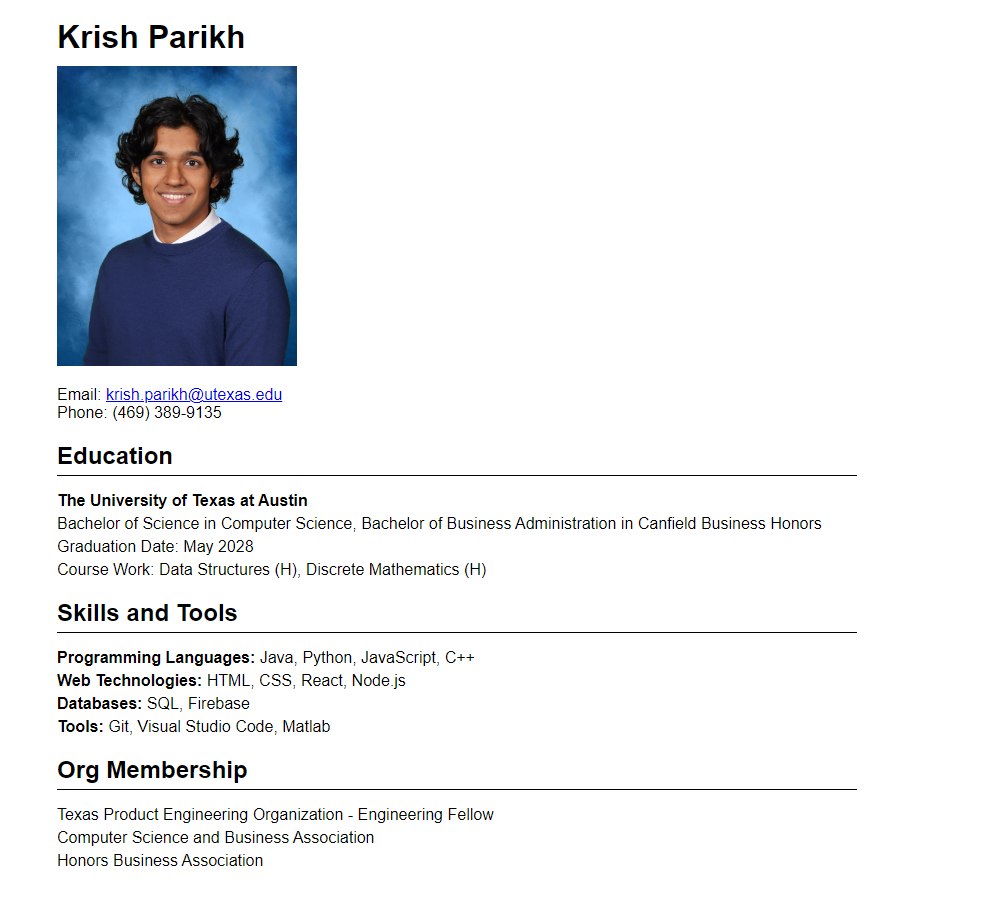 Krish Parikh
Email: krish.parikh@utexas.edu
Phone: (469) 389-9135
Education
The University of Texas at Austin
Bachelor of Science in Computer Science, Bachelor of Business Administration in Canfield Business Honors
Graduation Date: May 2028
Course Work: Data Structures (H), Discrete Mathematics (H)
Skills and Tools
Programming Languages: Java, Python, JavaScript, C++
Web Technologies: HTML, CSS, React, Node.js
Databases: SQL, Firebase
Tools: Git, Visual Studio Code, Matlab
Org Membership
Texas Product Engineering Organization - Engineering Fellow
Computer Science and Business Association
Honors Business Association